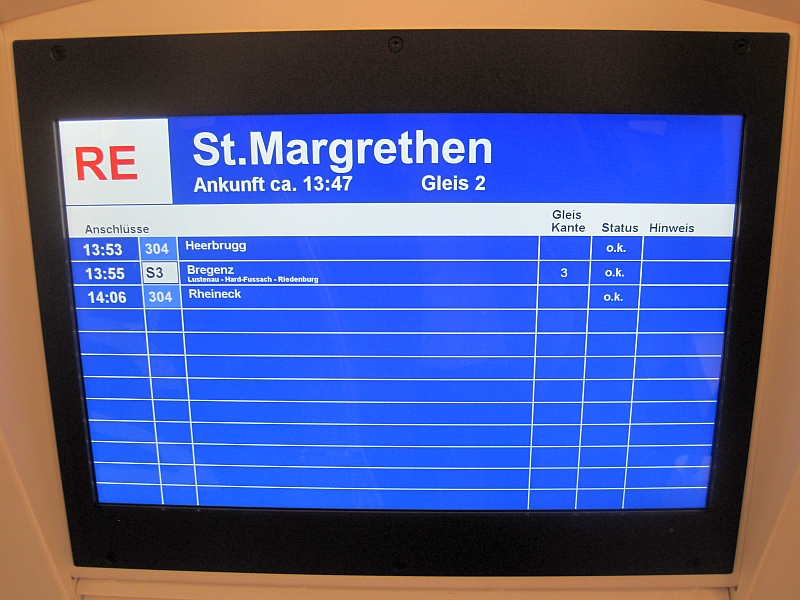 RE
St.Margrethen
Ankunft ca. 13:47 Gleis 2
Anschlüsse Gleis Kante Status Hinweis
13:53 304 Heerbrugg o.k.
13:55 S3 Bregenz 3 o.k.
Lustenau - Hard-Fussach - Riedenburg
14:06 304 Rheineck o.k.